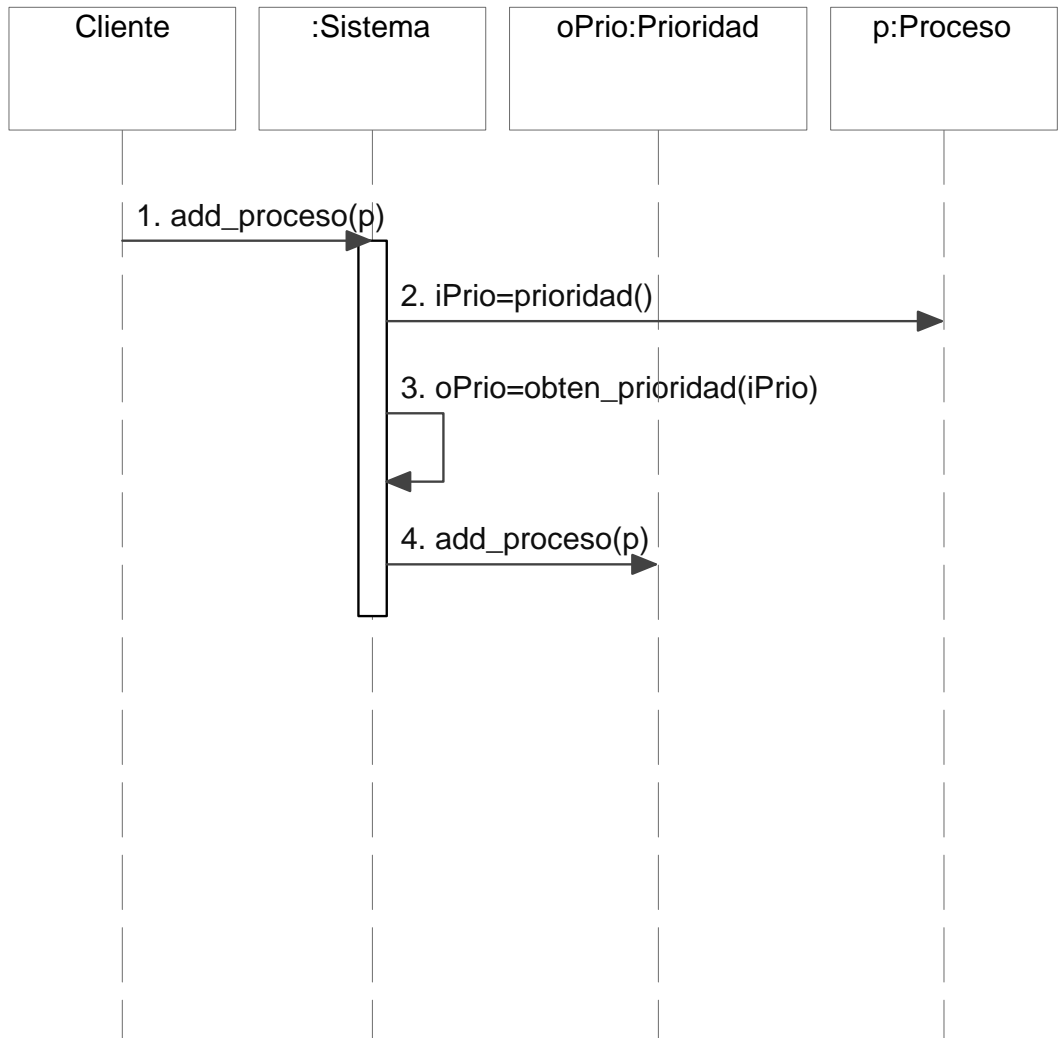 Cliente
:Sistema
oPrio:Prioridad
p:Proceso
1. add_proceso(p)
2. iPrio=prioridad()
3. oPrio=obten_prioridad(iPrio)
4. add_proceso(p)